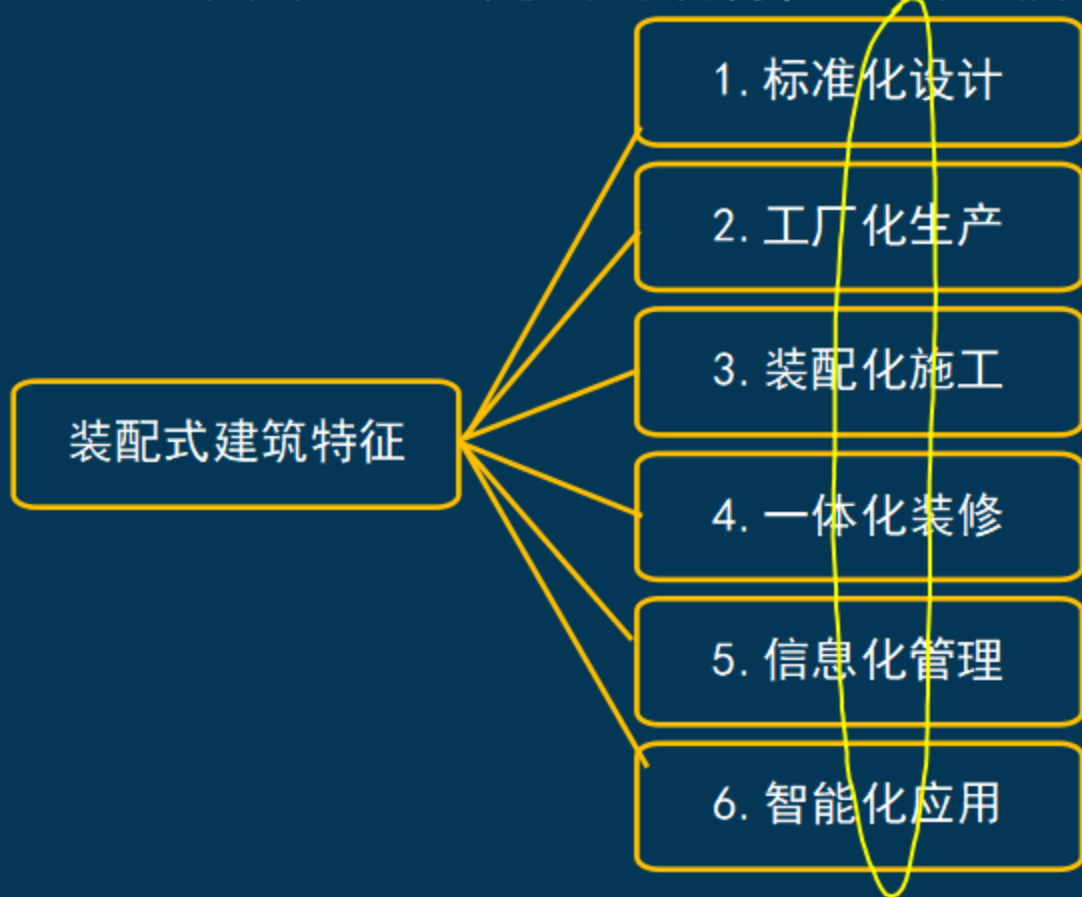 装配式建筑特征
1.标准化设计
2.工厂化生产
3.装配化施工
4.一体化装修
5.信息化管理
6.智能化应用